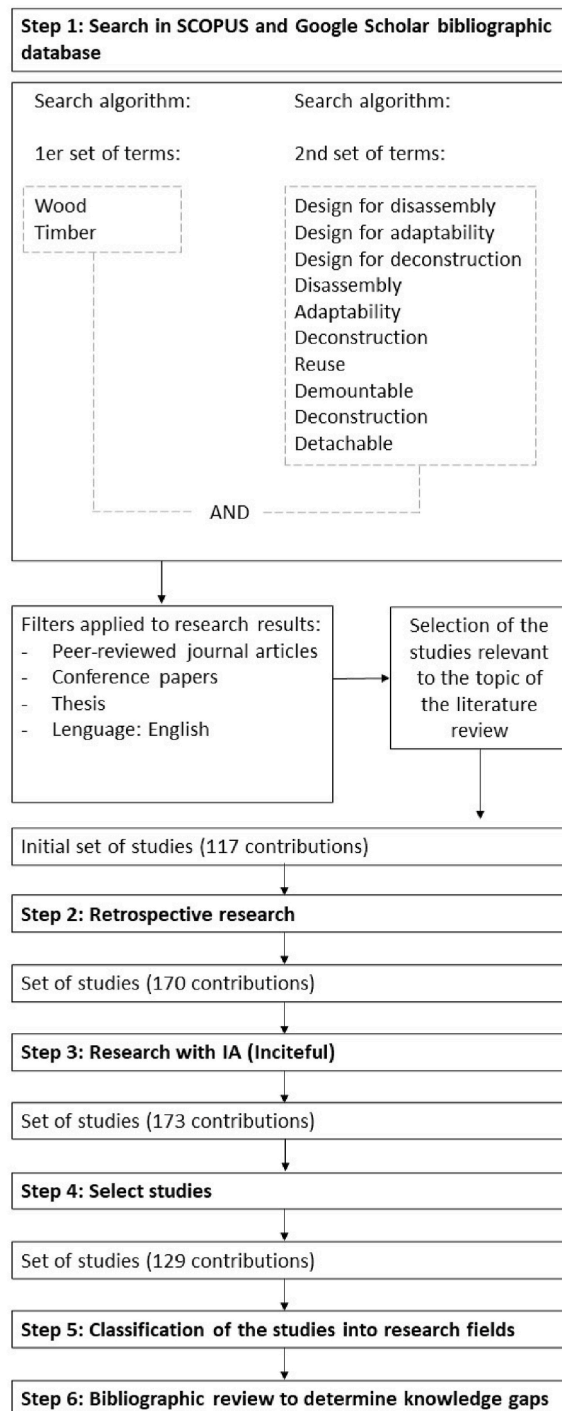 Step 1: Search in SCOPUS and Google Scholar bibliographic
database
Search algorithm:
1er set of terms:
Wood
Timber
Search algorithm:
2nd set of terms:
Design for disassembly
Design for adaptability
Design for deconstruction
Disassembly
Adaptability
Deconstruction
Reuse
Demountable
Deconstruction
Detachable
AND
Filters applied to research results:
- Peer-reviewed journal articles
- Conference papers
- Thesis
- Lenguage: English
Selection of the
studies relevant
to the topic of
the literature
review
Initial set of studies (117 contributions)
Step 2: Retrospective research
Set of studies (170 contributions)
Step 3: Research with IA (Inciteful)
Set of studies (173 contributions)
Step 4: Select studies
Set of studies (129 contributions)
Step 5: Classification of the studies into research fields
Step 6: Bibliographic review to determine knowledge gaps